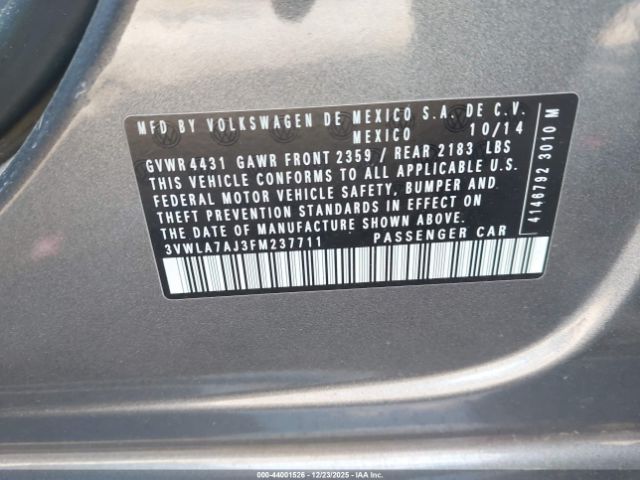 MFD BY VOLKSWAGEN DE MEXICO S.A. DE C.V.
MEXICO 10/14
GVWR 4431 GAWR FRONT 2359 / REAR 2183 LBS
THIS VEHICLE CONFORMS TO ALL APPLICABLE U.S.
FEDERAL MOTOR VEHICLE SAFETY, BUMPER AND
THEFT PREVENTION STANDARDS IN EFFECT ON
THE DATE OF MANUFACTURE SHOWN ABOVE.
3VWLA7AJ3FM237711 PASSENGER CAR
4146792 3010 M
000-44001526 - 12/23/2025 - IAAC Inc.